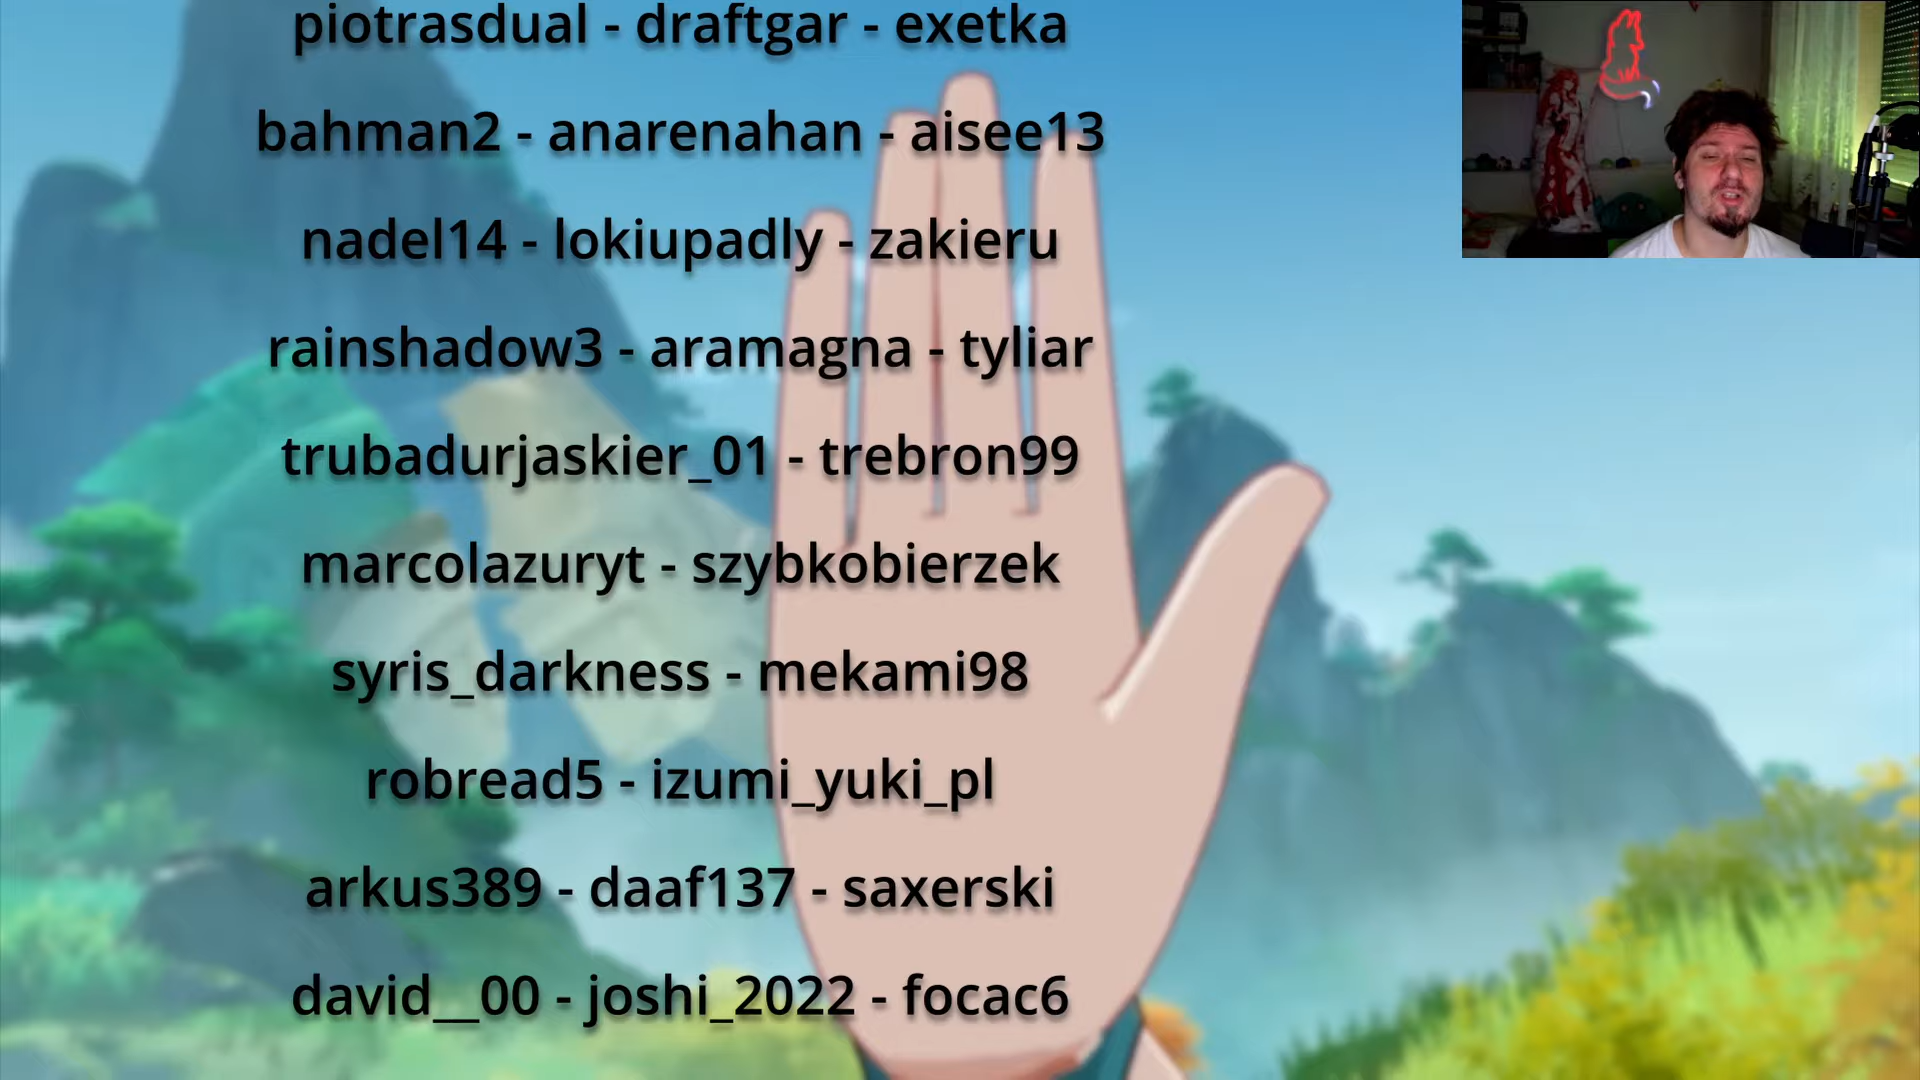 piotrasdual - draftgar - exetka
bahman2 - anarenahan - aisee13
nadel14 - lokiupadly - zakieru
rainshadow3 - aramagna - tyliar
trubadurjaskier_01 - trebron99
marcolazuryt - szybkobierzek
syris_darkness - mekami98
robread5 - izumi_yuki_pl
arkus389 - daaf137 - saxerski
david__00 - joshi_2022 - focac6